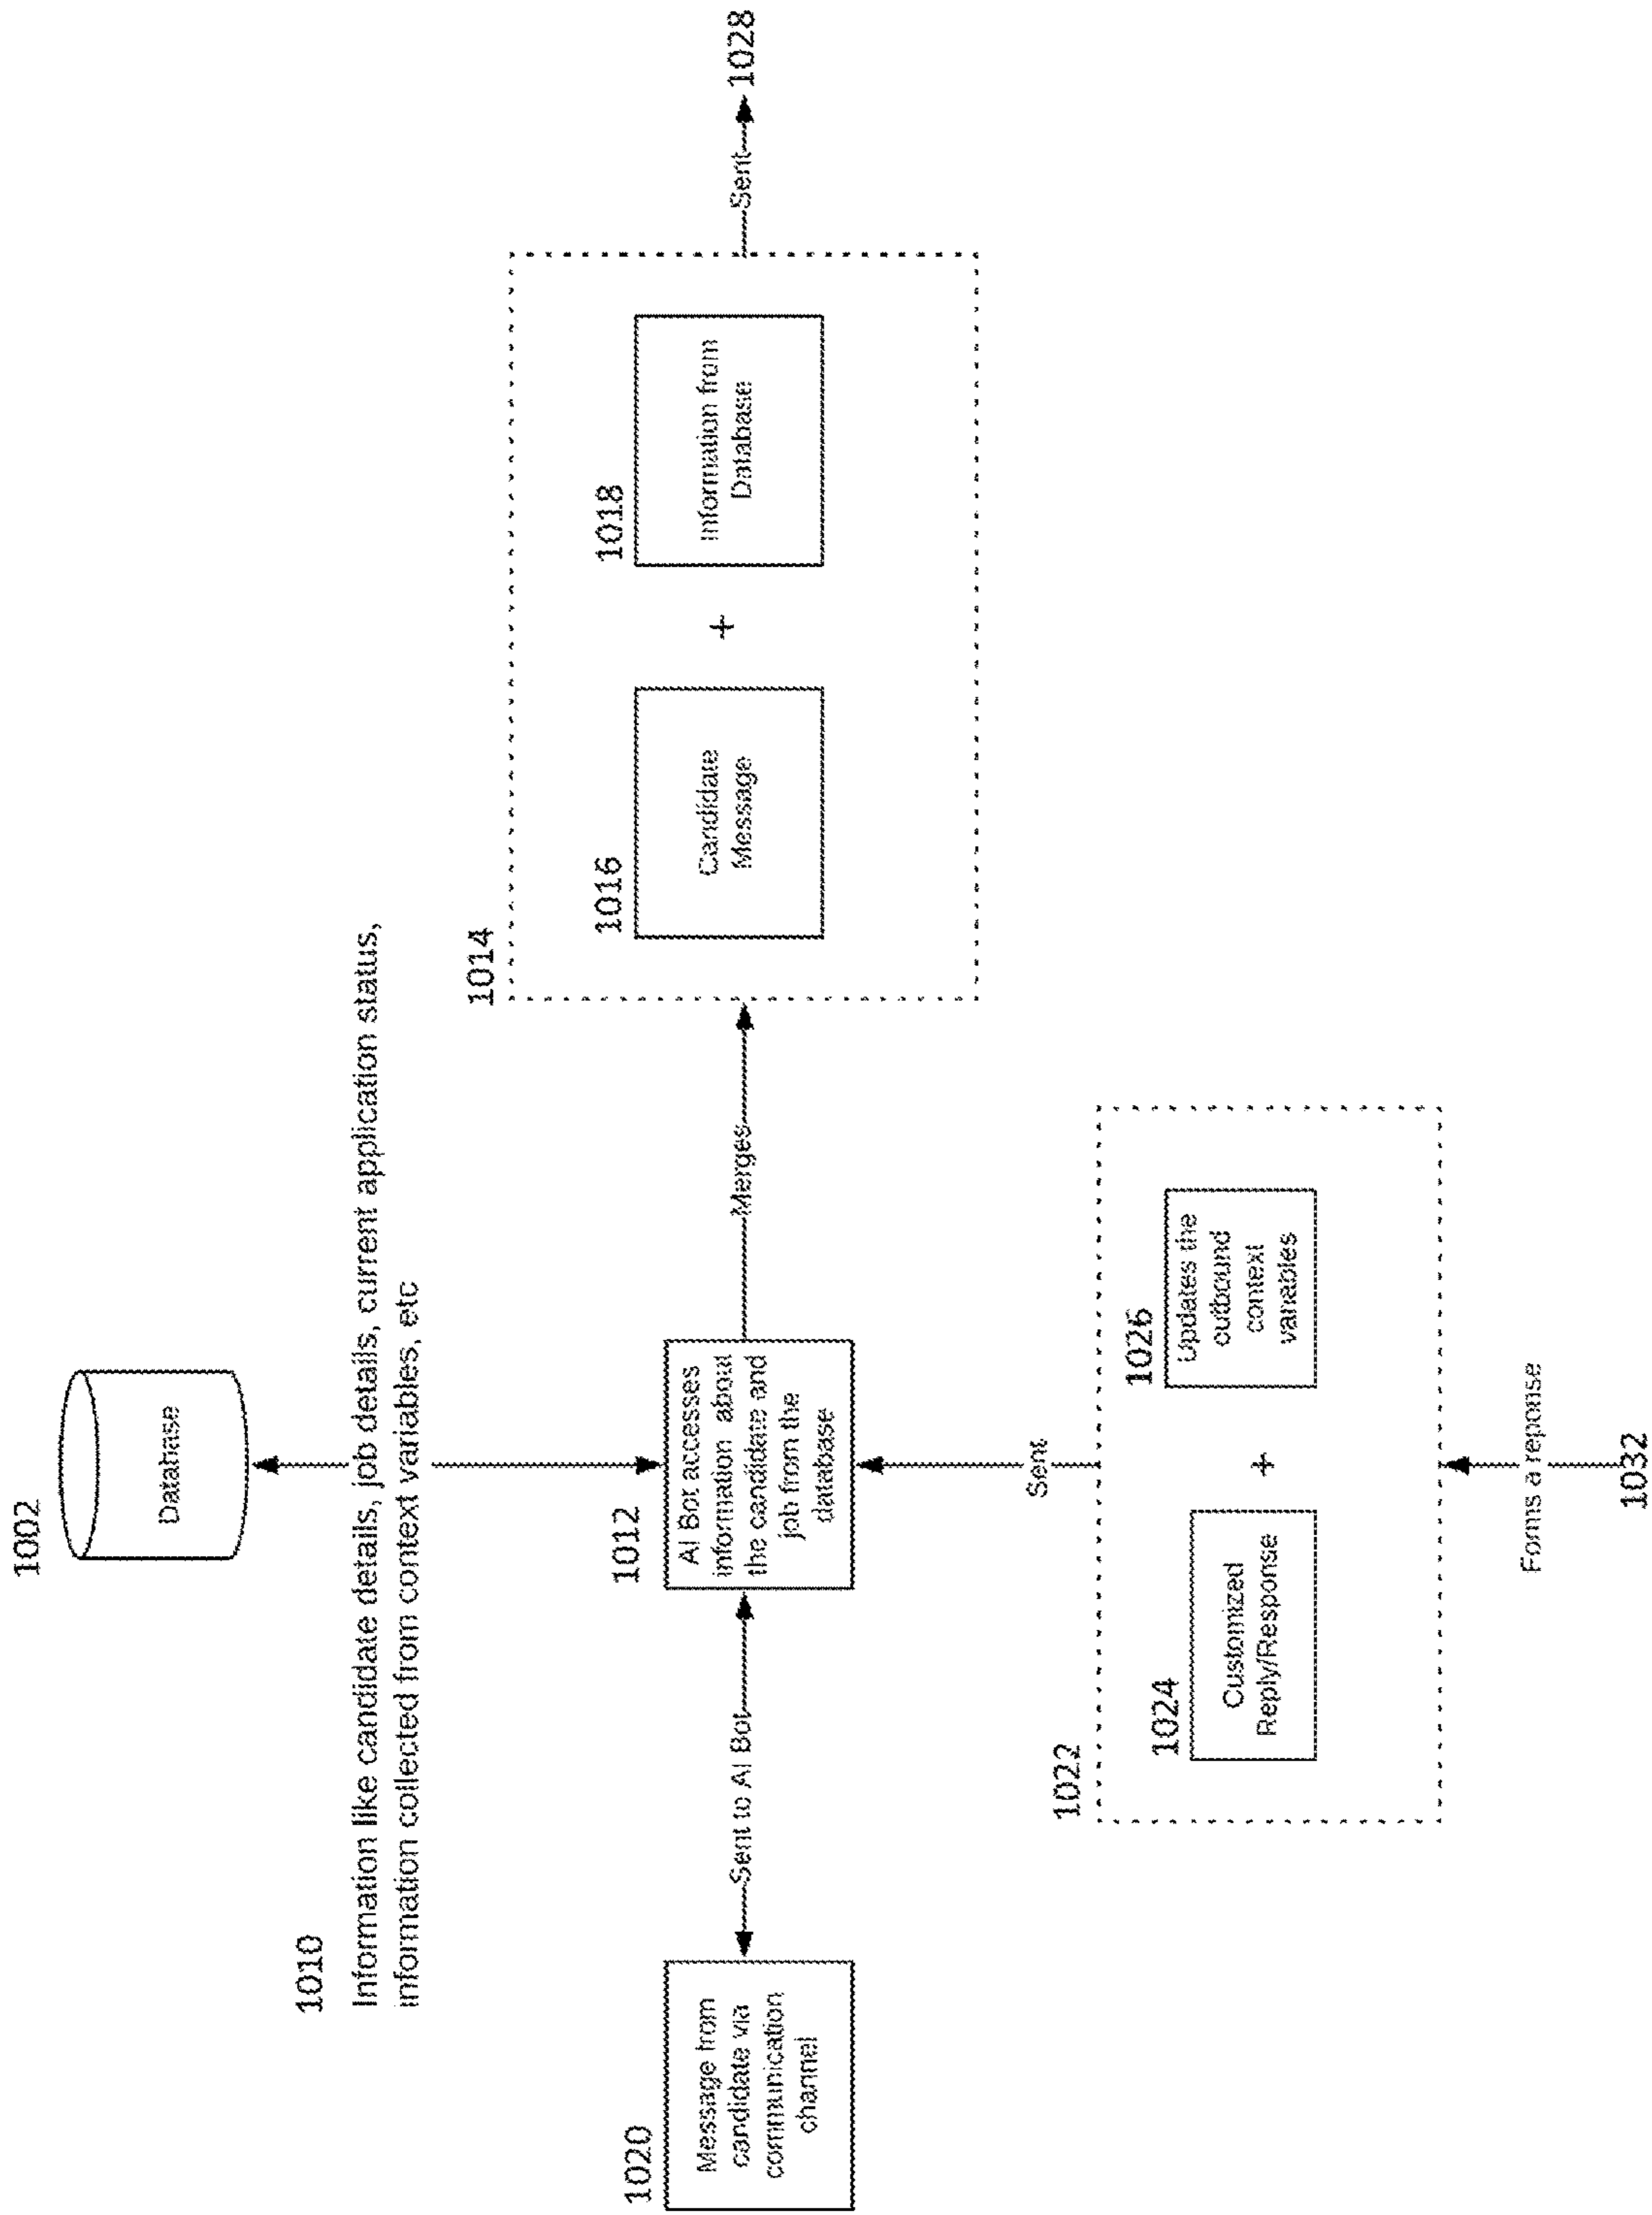 1002
Database
1010
Information like candidate details, job details, current application status,
information collected from context variables, etc
1020
Message from
candidate via
communication
channel
Sent to AI Bot
1012
AI Bot accesses
information about
the candidate and
job from the
database
Merges
1014
1016
Candidate
Message
+
1018
Information from
Database
Sent
1028
Sent
1022
1024
Customized
Reply/Response
+
1026
Updates the
outbound
context
variables
Forms a reponse
1032